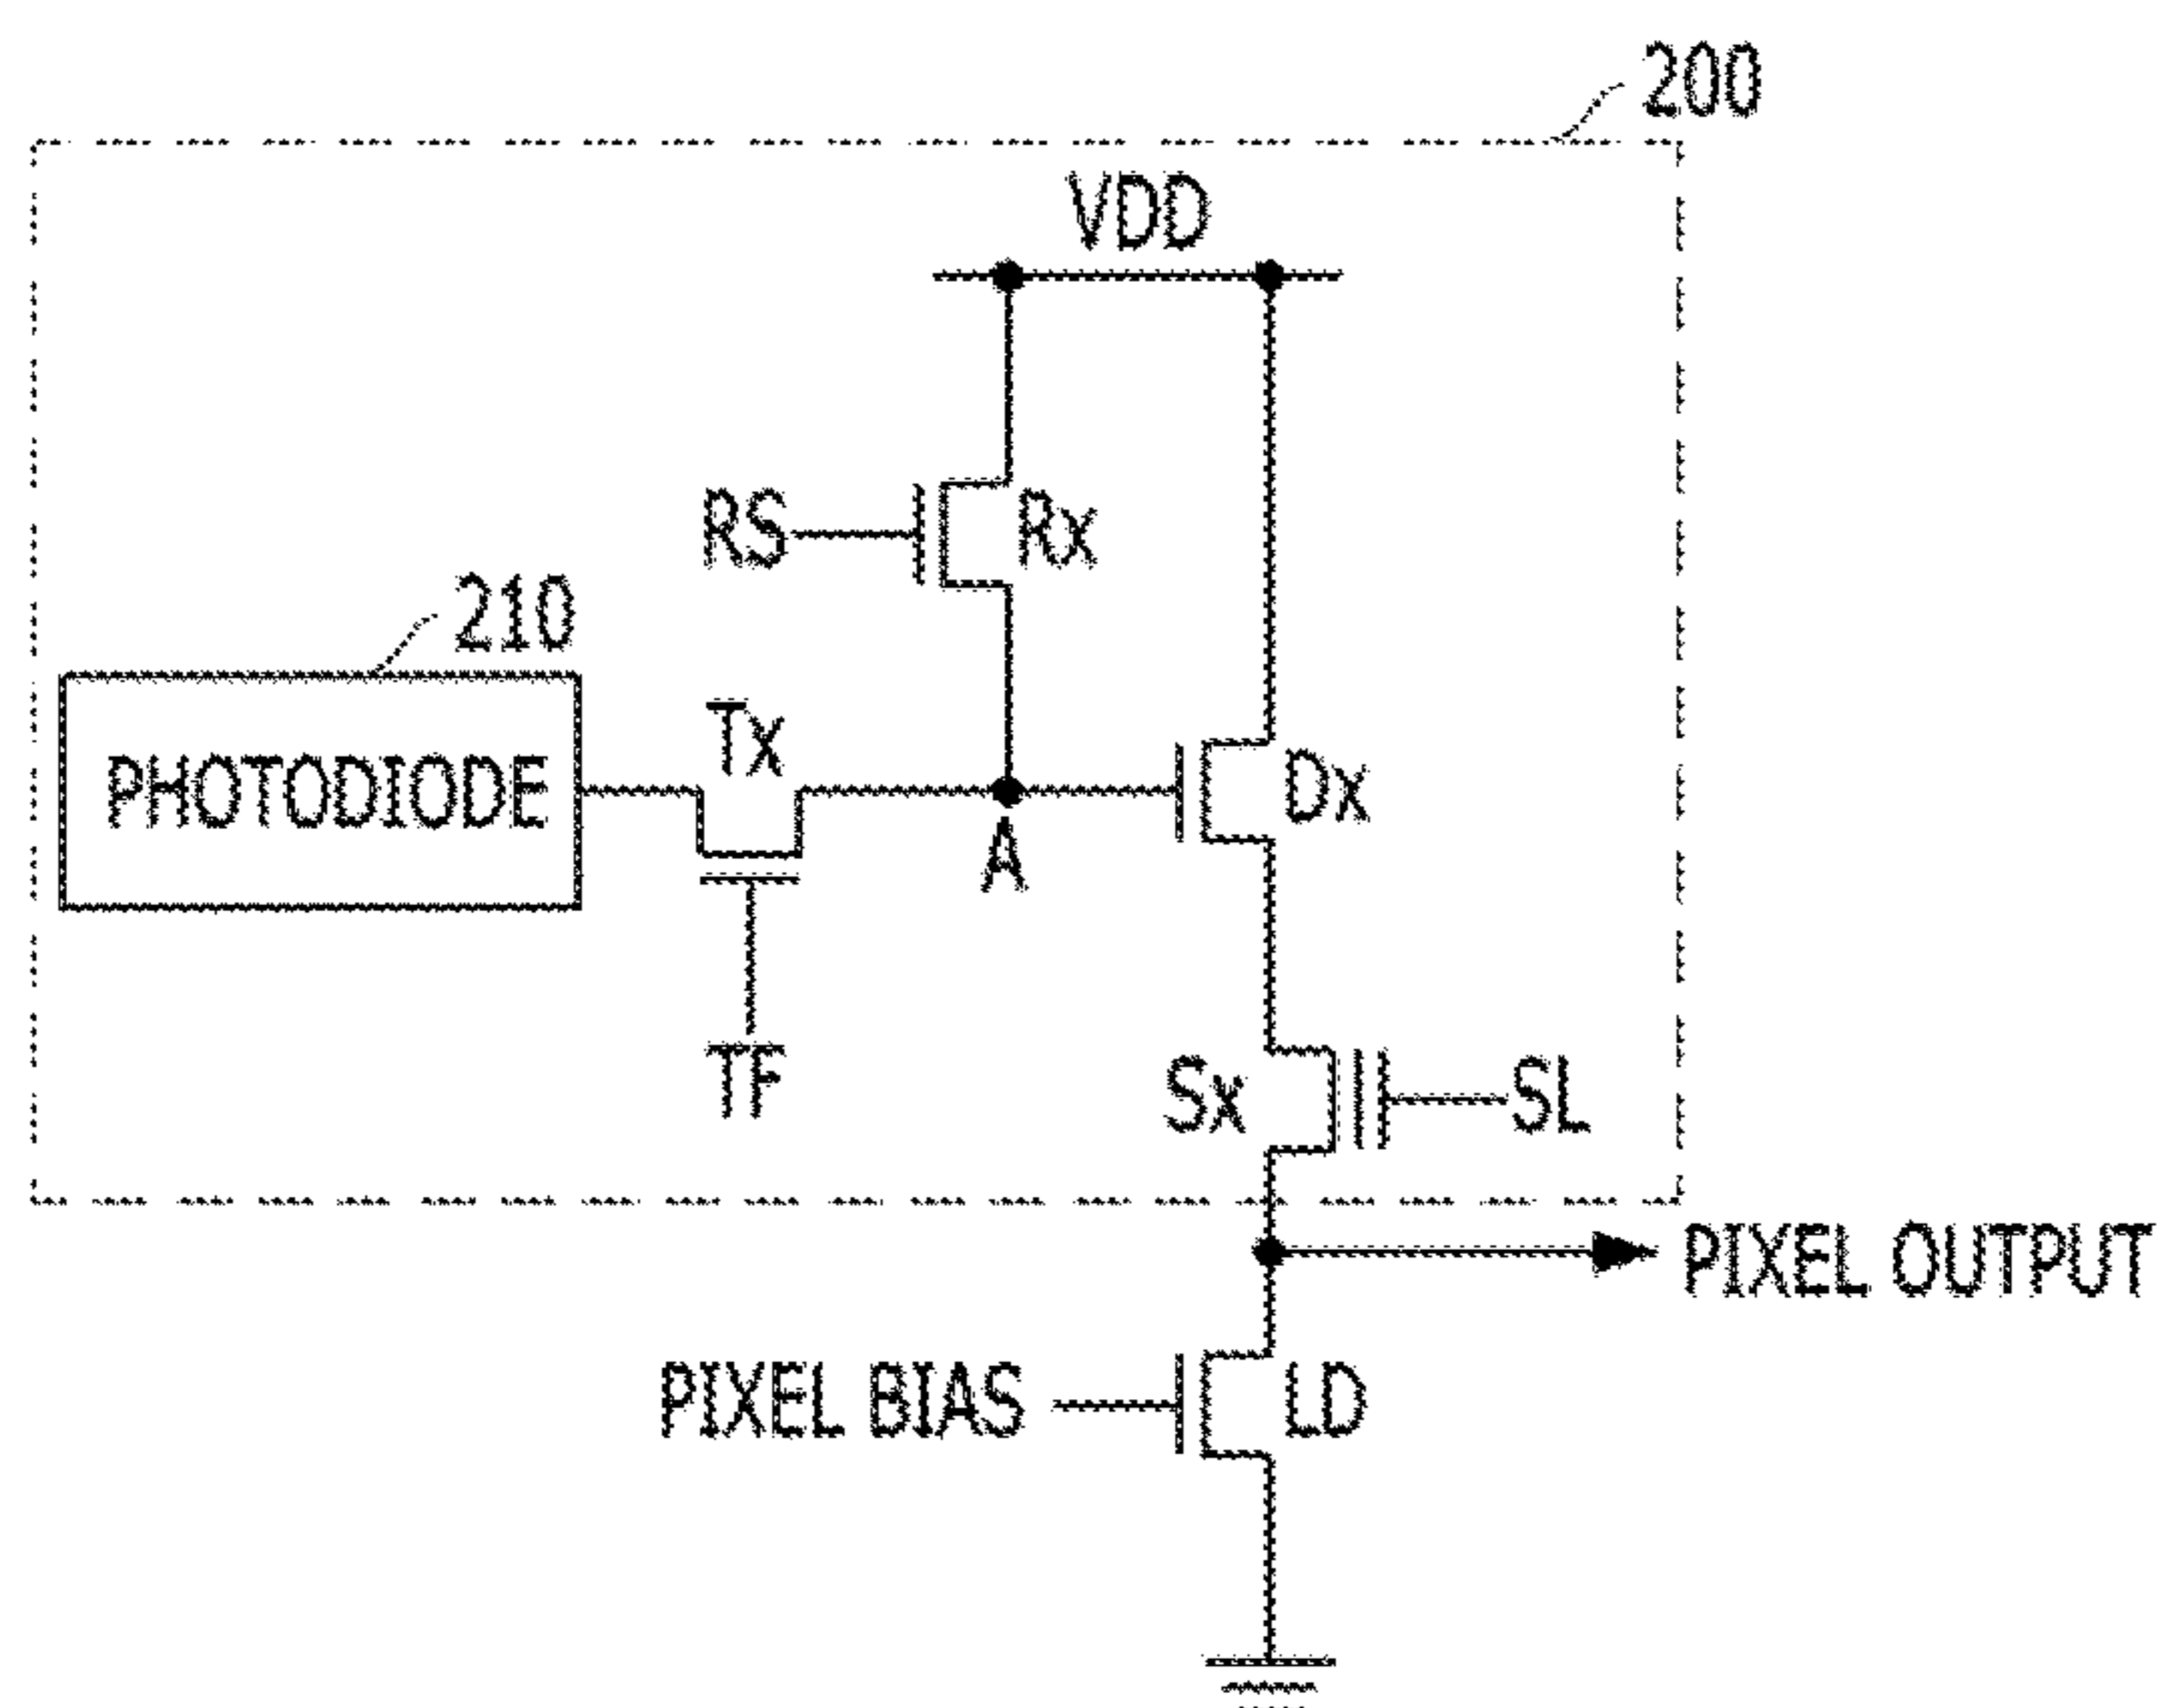 200
VDD
RS
Rx
210
Tx
PHOTODIODE
Dx
A
TF
Sx
SL
PIXEL OUTPUT
PIXEL BIAS
LD